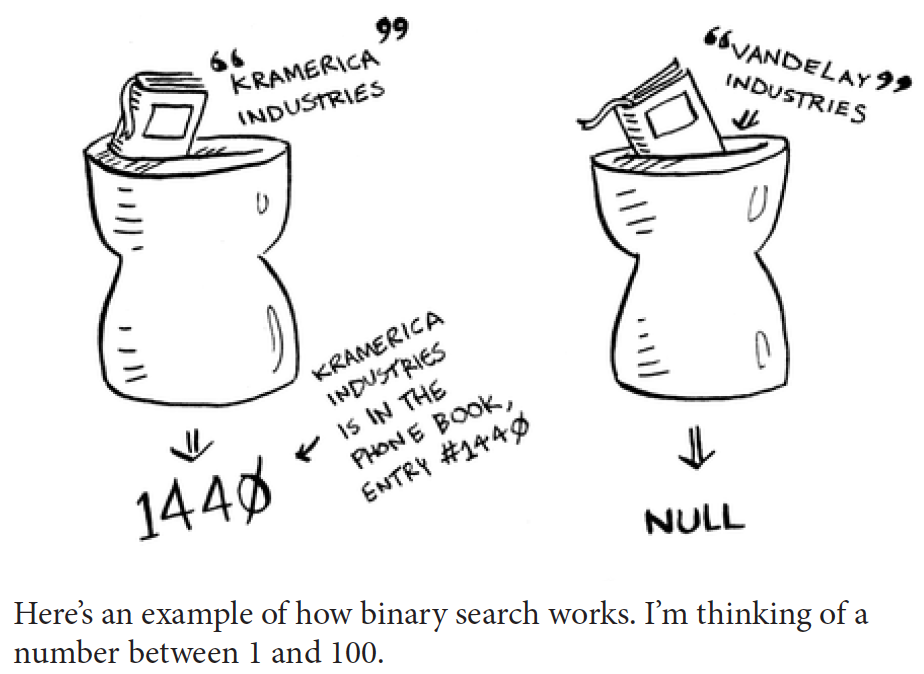 “KRAMERICA”
INDUSTRIES
“VANDELAY”
INDUSTRIES
KRAMERICA
INDUSTRIES
IS IN THE
PHONE BOOK,
ENTRY #1440
1440
NULL
Here’s an example of how binary search works. I’m thinking of a
number between 1 and 100.